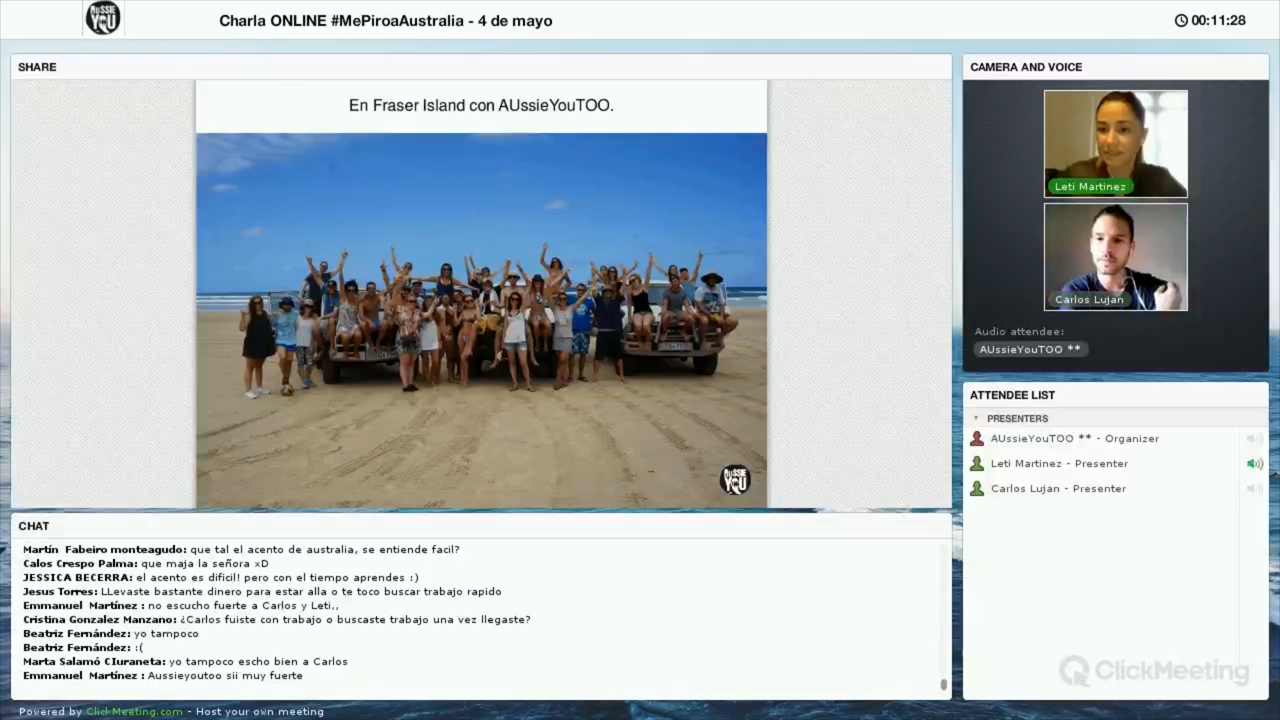 AUSSIE
YOU
Charla ONLINE #MePiroaAustralia - 4 de mayo
00:11:28
SHARE
En Fraser Island con AUssieYouTOO.
AUSSIE
YOU
CHAT
Martín Fabeiro monteagudo: que tal el acento de australia, se entiende facil?
Calos Crespo Palma: que maja la señora xD
JESSICA BECERRA: el acento es dificil! pero con el tiempo aprendes :)
Jesus Torres: LLevaste bastante dinero para estar alla o te toco buscar trabajo rapido
Emmanuel Martínez : no escucho fuerte a Carlos y Leti,,
Cristina Gonzalez Manzano: ¿Carlos fuiste con trabajo o buscaste trabajo una vez llegaste?
Beatriz Fernández: yo tampoco
Beatriz Fernández: :(
Marta Salamó CIuraneta: yo tampoco escho bien a Carlos
Emmanuel Martínez : Aussieyoutoo sii muy fuerte
CAMERA AND VOICE
Leti Martinez
Carlos Lujan
Audio attendee:
AUssieYouTOO **
ATTENDEE LIST
PRESENTERS
AUssieYouTOO ** - Organizer
Leti Martinez - Presenter
Carlos Lujan - Presenter
ClickMeeting
Powered by ClickMeeting.com - Host your own meeting